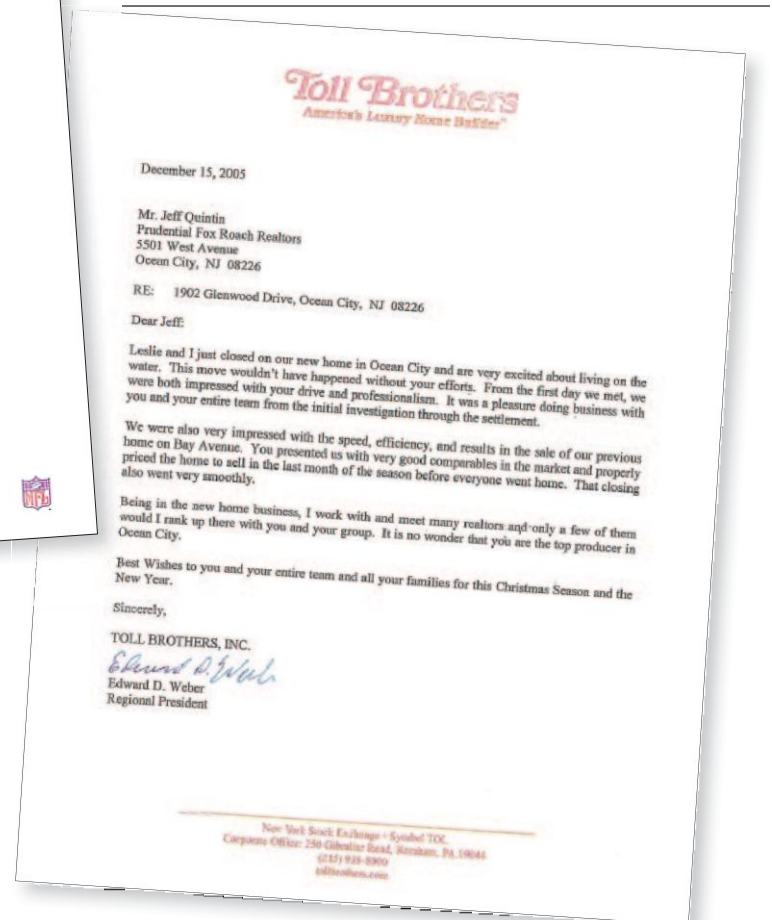 Toll Brothers
America's Luxury Home Builder™
December 15, 2005
Mr. Jeff Quintin
Prudential Fox Roach Realtors
5501 West Avenue
Ocean City, NJ 08226
RE: 1902 Glenwood Drive, Ocean City, NJ 08226
Dear Jeff:
Leslie and I just closed on our new home in Ocean City and are very excited about living on the
water. This move wouldn't have happened without your efforts. From the first day we met, we
were both impressed with your drive and professionalism. It was a pleasure doing business with
you and your entire team from the initial investigation through the settlement.
We were also very impressed with the speed, efficiency, and results in the sale of our previous
home on Bay Avenue. You presented us with very good comparables in the market and properly
priced the home to sell in the last month of the season before everyone went home. That closing
also went very smoothly.
Being in the new home business, I work with and meet many realtors and only a few of them
would I rank up there with you and your group. It is no wonder that you are the top producer in
Ocean City.
Best Wishes to you and your entire team and all your families for this Christmas Season and the
New Year.
Sincerely,
TOLL BROTHERS, INC.
Edward D. Weber
Edward D. Weber
Regional President
NFL
New York Stock Exchange • Symbol TOL
Corporate Office: 250 Gibraltar Road, Horsham, PA 19044
(215) 938-8000
tollbrothers.com